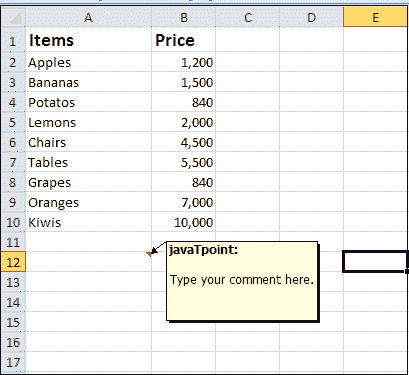 A B C D E
1 Items Price
2 Apples 1,200
3 Bananas 1,500
4 Potatos 840
5 Lemons 2,000
6 Chairs 4,500
7 Tables 5,500
8 Grapes 840
9 Oranges 7,000
10 Kiwis 10,000
11
12 javaTpoint:
13 Type your comment here.
14
15
16
17